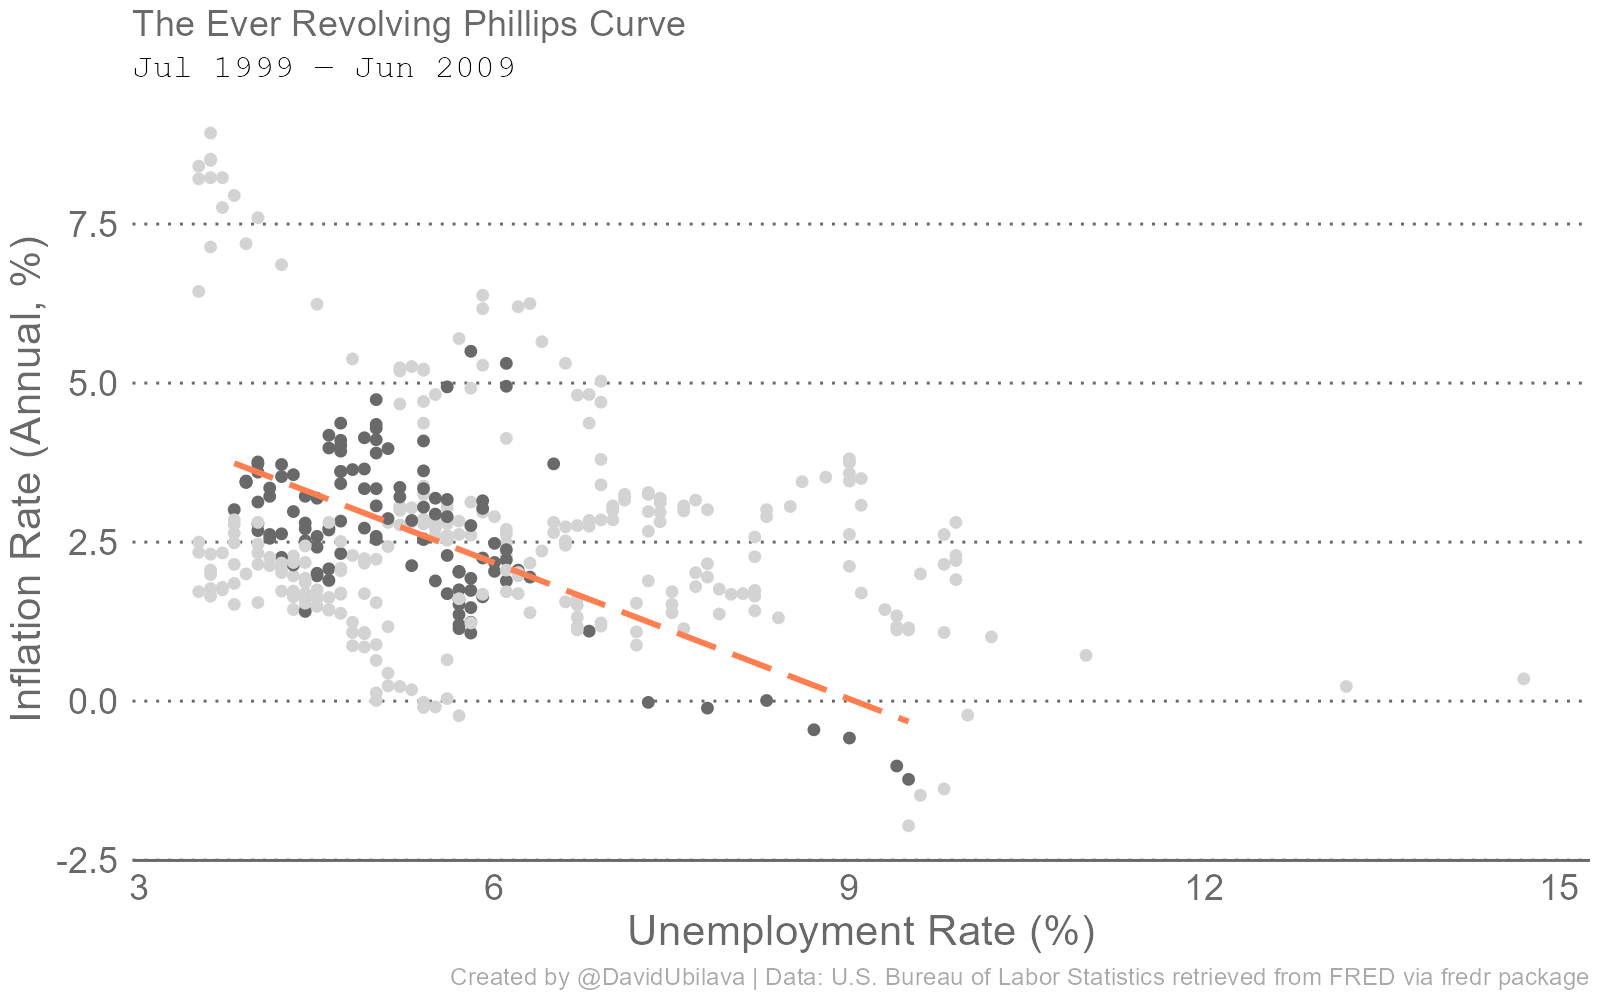 The Ever Revolving Phillips Curve
Jul 1999 — Jun 2009
Inflation Rate (Annual, %)
7.5
5.0
2.5
0.0
-2.5
3 6 9 12 15
Unemployment Rate (%)
Created by @DavidUbilava | Data: U.S. Bureau of Labor Statistics retrieved from FRED via fredr package